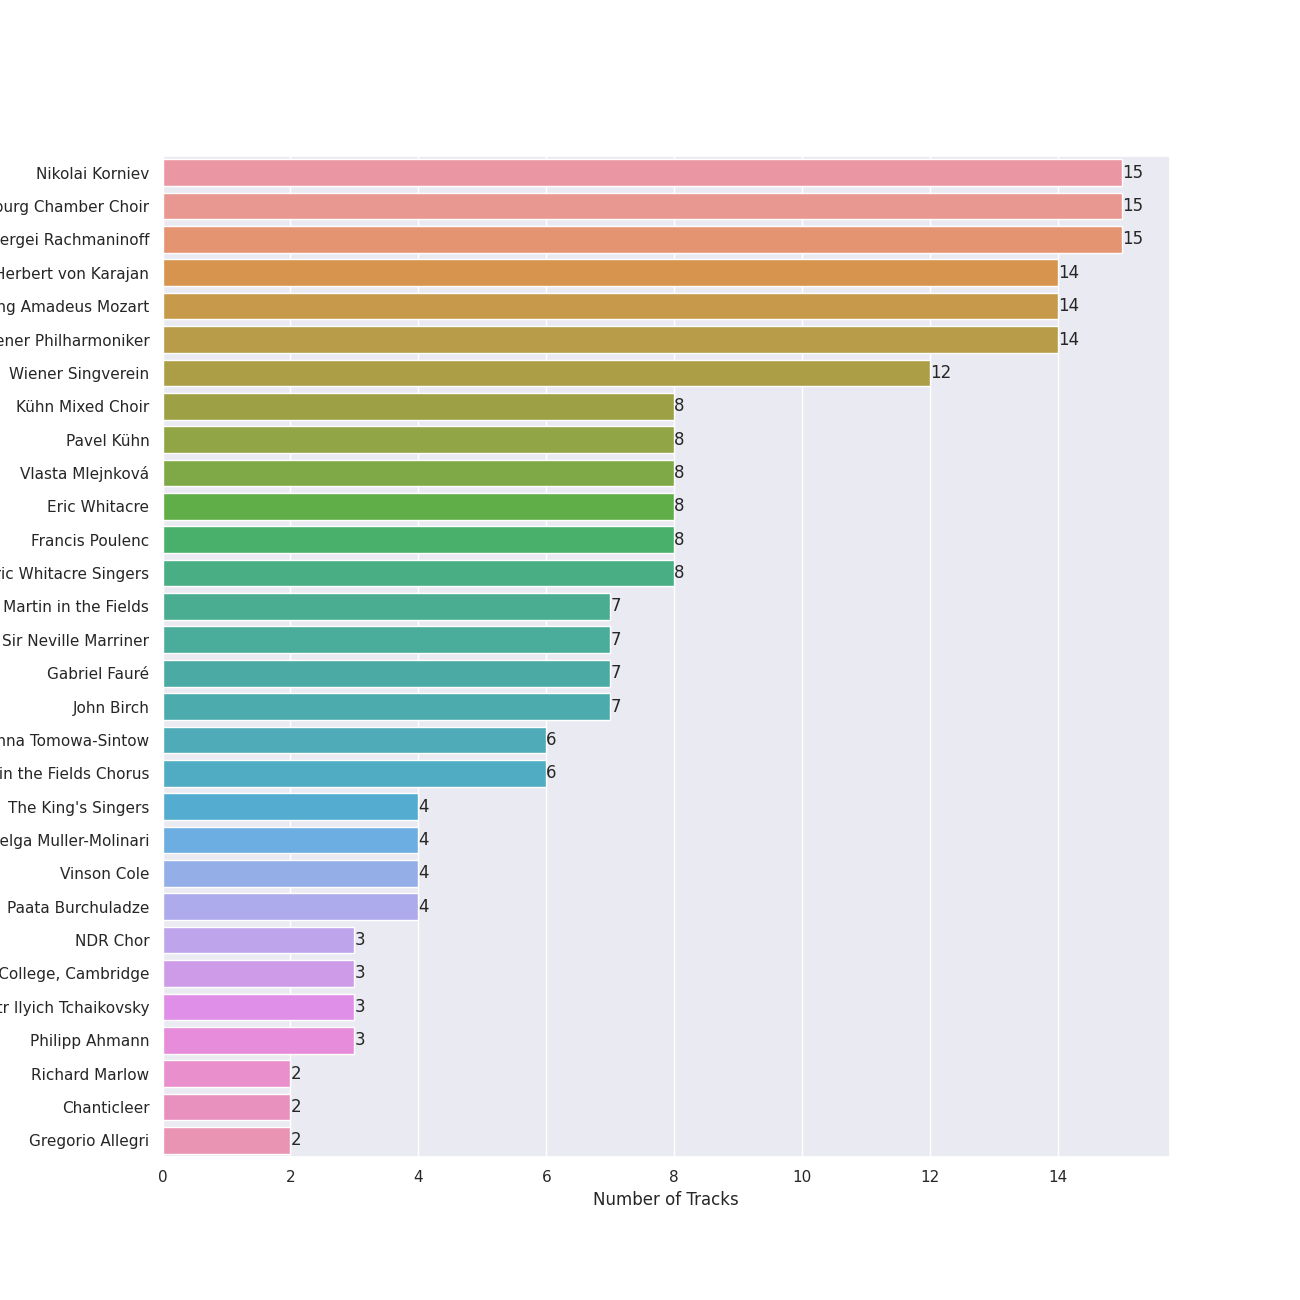 Nikolai Korniev 15
burg Chamber Choir 15
ergei Rachmaninoff 15
Herbert von Karajan 14
ng Amadeus Mozart 14
ener Philharmoniker 14
Wiener Singverein 12
Kühn Mixed Choir 8
Pavel Kühn 8
Vlasta Mlejnková 8
Eric Whitacre 8
Francis Poulenc 8
ric Whitacre Singers 8
Martin in the Fields 7
Sir Neville Marriner 7
Gabriel Fauré 7
John Birch 7
nna Tomowa-Sintow 6
in the Fields Chorus 6
The King's Singers 4
elga Muller-Molinari 4
Vinson Cole 4
Paata Burchuladze 4
NDR Chor 3
College, Cambridge 3
tr Ilyich Tchaikovsky 3
Philipp Ahmann 3
Richard Marlow 2
Chanticleer 2
Gregorio Allegri 2
0 2 4 6 8 10 12 14
Number of Tracks